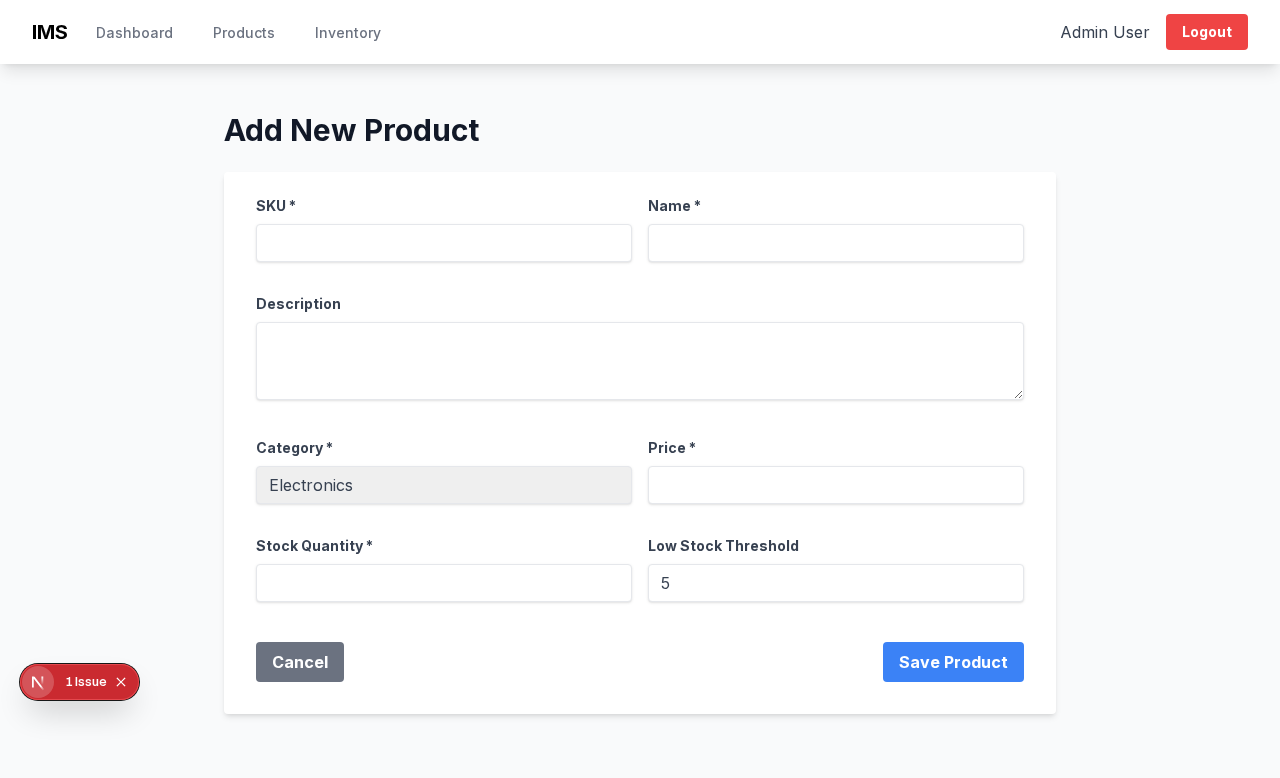 IMS Dashboard Products Inventory Admin User Logout
Add New Product
SKU * Name *
Description
Category * Price *
Electronics
Stock Quantity * Low Stock Threshold
5
Cancel Save Product
N 1 Issue